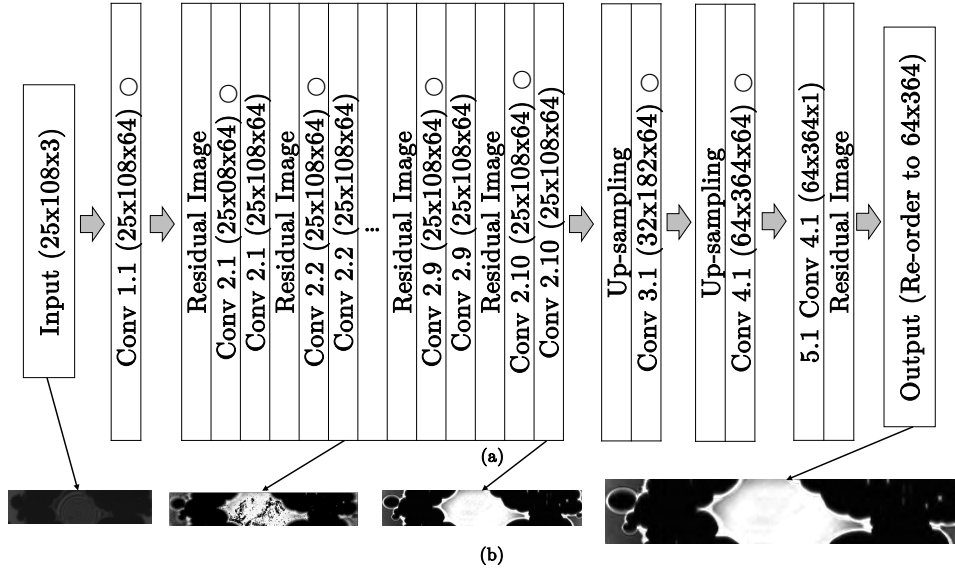 Input (25x108x3)
Conv 1.1 (25x108x64)
Residual Image
Conv 2.1 (25x08x64)
Conv 2.1 (25x108x64)
Residual Image
Conv 2.2 (25x108x64)
Conv 2.2 (25x108x64)
...
Residual Image
Conv 2.9 (25x108x64)
Conv 2.9 (25x108x64)
Residual Image
Conv 2.10 (25x108x64)
Conv 2.10 (25x108x64)
Up-sampling
Conv 3.1 (32x182x64)
Up-sampling
Conv 4.1 (64x364x64)
5.1 Conv 4.1 (64x364x1)
Residual Image
Output (Re-order to 64x364)
(a)
(b)